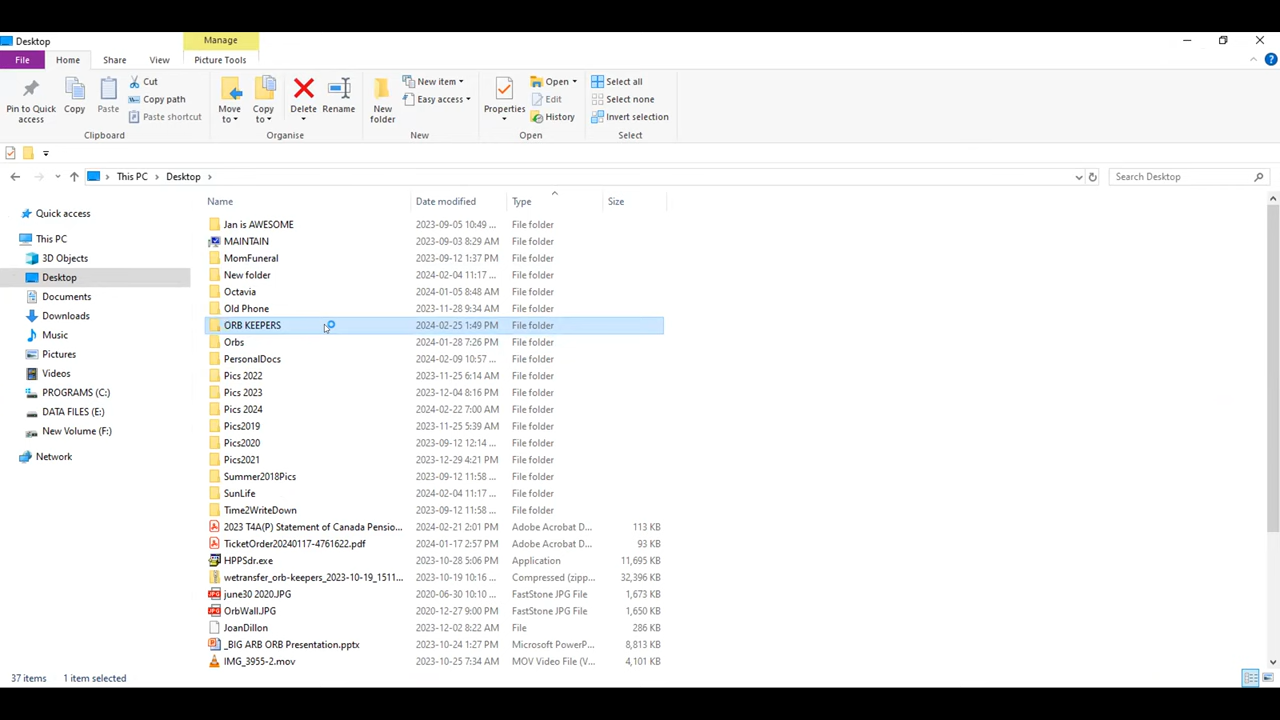 Desktop
Manage
File
Home
Share
View
Picture Tools
Pin to Quick access
Copy
Paste
Cut
Copy path
Paste shortcut
Clipboard
Move to
Copy to
Delete
Rename
Organise
New folder
New item
Easy access
New
Properties
Open
Edit
History
Open
Select all
Select none
Invert selection
Select
This PC > Desktop >
Search Desktop
Quick access
This PC
3D Objects
Desktop
Documents
Downloads
Music
Pictures
Videos
PROGRAMS (C:)
DATA FILES (E:)
New Volume (F:)
Network
Name Date modified Type Size
Jan is AWESOME 2023-09-05 10:49 ... File folder
MAINTAIN 2023-09-03 8:29 AM File folder
MomFuneral 2023-09-12 1:37 PM File folder
New folder 2024-02-04 11:17 ... File folder
Octavia 2024-01-05 8:48 AM File folder
Old Phone 2023-11-28 9:34 AM File folder
ORB KEEPERS 2024-02-25 1:49 PM File folder
Orbs 2024-01-28 7:26 PM File folder
PersonalDocs 2024-02-09 10:57 ... File folder
Pics 2022 2023-11-25 6:14 AM File folder
Pics 2023 2023-12-04 8:16 PM File folder
Pics 2024 2024-02-22 7:00 AM File folder
Pics2019 2023-11-25 5:39 AM File folder
Pics2020 2023-09-12 12:14 ... File folder
Pics2021 2023-12-29 4:21 PM File folder
Summer2018Pics 2023-09-12 11:58 ... File folder
SunLife 2024-02-04 11:17 ... File folder
Time2WriteDown 2023-09-12 11:58 ... File folder
2023 T4A(P) Statement of Canada Pensio... 2024-02-21 2:01 PM Adobe Acrobat D... 113 KB
TicketOrder20240117-4761622.pdf 2024-01-17 2:57 PM Adobe Acrobat D... 93 KB
HPPSdr.exe 2023-10-28 5:06 PM Application 11,695 KB
wetransfer_orb-keepers_2023-10-19_1511... 2023-10-19 10:16 ... Compressed (zipp... 32,396 KB
june30 2020.JPG 2020-06-30 10:10 ... FastStone JPG File 1,673 KB
OrbWall.JPG 2020-12-27 9:00 PM FastStone JPG File 1,650 KB
JoanDillon 2023-12-02 8:22 AM File 286 KB
_BIG ARB ORB Presentation.pptx 2023-10-24 1:27 PM Microsoft PowerP... 8,813 KB
IMG_3955-2.mov 2023-10-25 7:34 AM MOV Video File (V... 4,101 KB
37 items 1 item selected